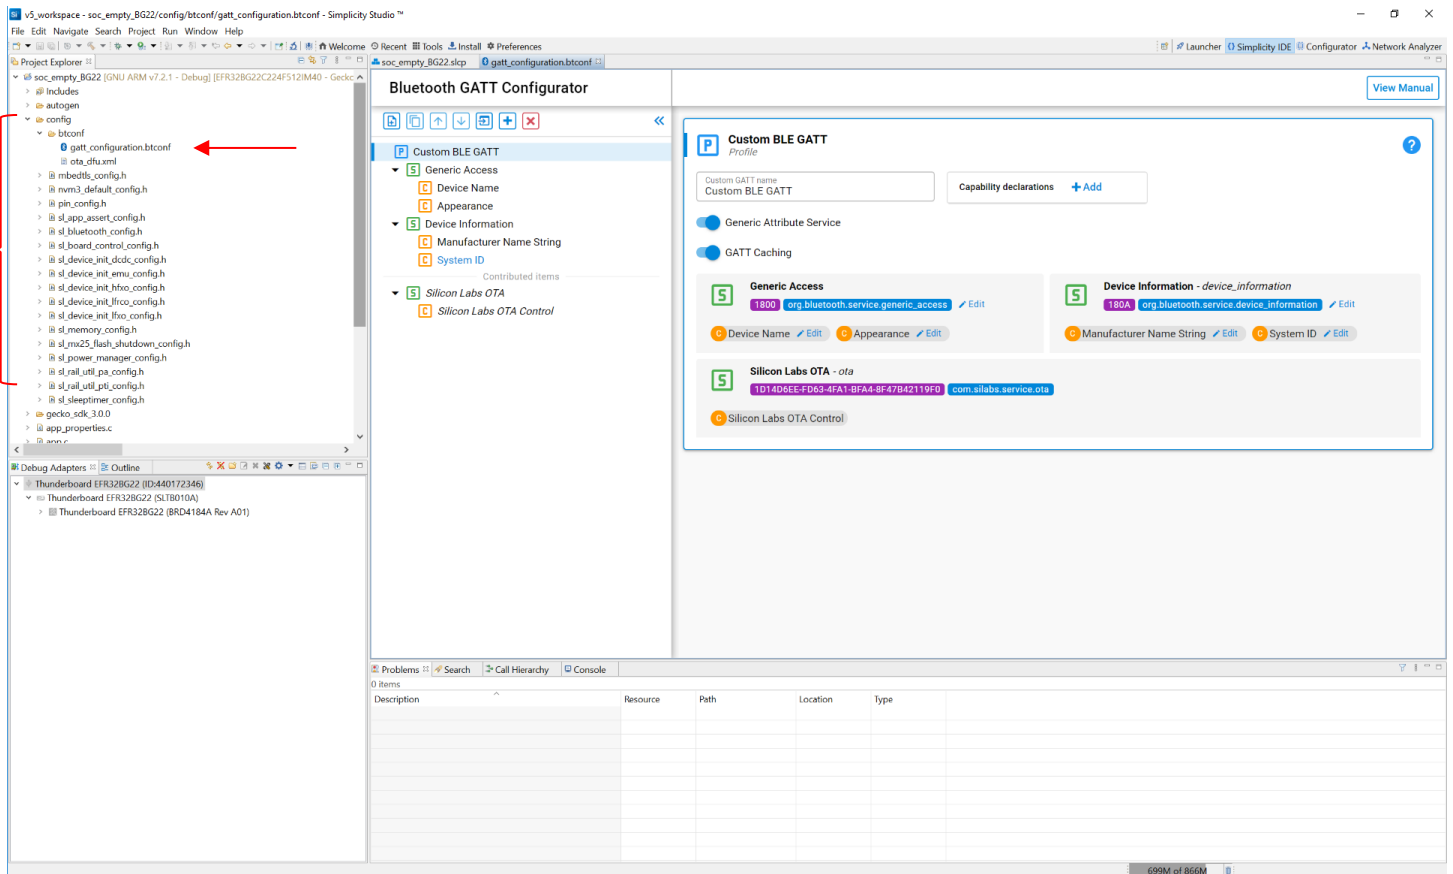 v5_workspace - soc_empty_BG22/config/btconf/gatt_configuration.btconf - Simplicity Studio ™
File Edit Navigate Search Project Run Window Help
Welcome Recent Tools Install Preferences
Launcher Simplicity IDE Configurator Network Analyzer
Project Explorer
soc_empty_BG22 [GNU ARM v7.2.1 - Debug] [EFR32BG22C224F512IM40 - Gecko
Includes
autogen
config
btconf
gatt_configuration.btconf
ota_dfu.xml
mbedtls_config.h
nvm3_default_config.h
pin_config.h
sl_app_assert_config.h
sl_bluetooth_config.h
sl_board_control_config.h
sl_device_init_dcdc_config.h
sl_device_init_emu_config.h
sl_device_init_hfxo_config.h
sl_device_init_lfrco_config.h
sl_device_init_lfxo_config.h
sl_memory_config.h
sl_mx25_flash_shutdown_config.h
sl_power_manager_config.h
sl_rail_util_pa_config.h
sl_rail_util_pti_config.h
sl_sleeptimer_config.h
gecko_sdk_3.0.0
app_properties.c
app.c
Debug Adapters Outline
Thunderboard EFR32BG22 (ID:440172346)
Thunderboard EFR32BG22 (SLTB010A)
Thunderboard EFR32BG22 (BRD4184A Rev A01)
soc_empty_BG22.slcp gatt_configuration.btconf
Bluetooth GATT Configurator
View Manual
P Custom BLE GATT
S Generic Access
C Device Name
C Appearance
S Device Information
C Manufacturer Name String
C System ID
Contributed items
S Silicon Labs OTA
C Silicon Labs OTA Control
P Custom BLE GATT
Profile
?
Custom GATT name
Custom BLE GATT
Capability declarations + Add
Generic Attribute Service
GATT Caching
S Generic Access
1800 org.bluetooth.service.generic_access Edit
C Device Name Edit C Appearance Edit
S Device Information - device_information
180A org.bluetooth.service.device_information Edit
C Manufacturer Name String Edit C System ID Edit
S Silicon Labs OTA - ota
1D14D6EE-FD63-4FA1-BFA4-8F47B42119F0 com.silabs.service.ota
C Silicon Labs OTA Control
Problems Search Call Hierarchy Console
0 items
Description Resource Path Location Type
699M of 866M